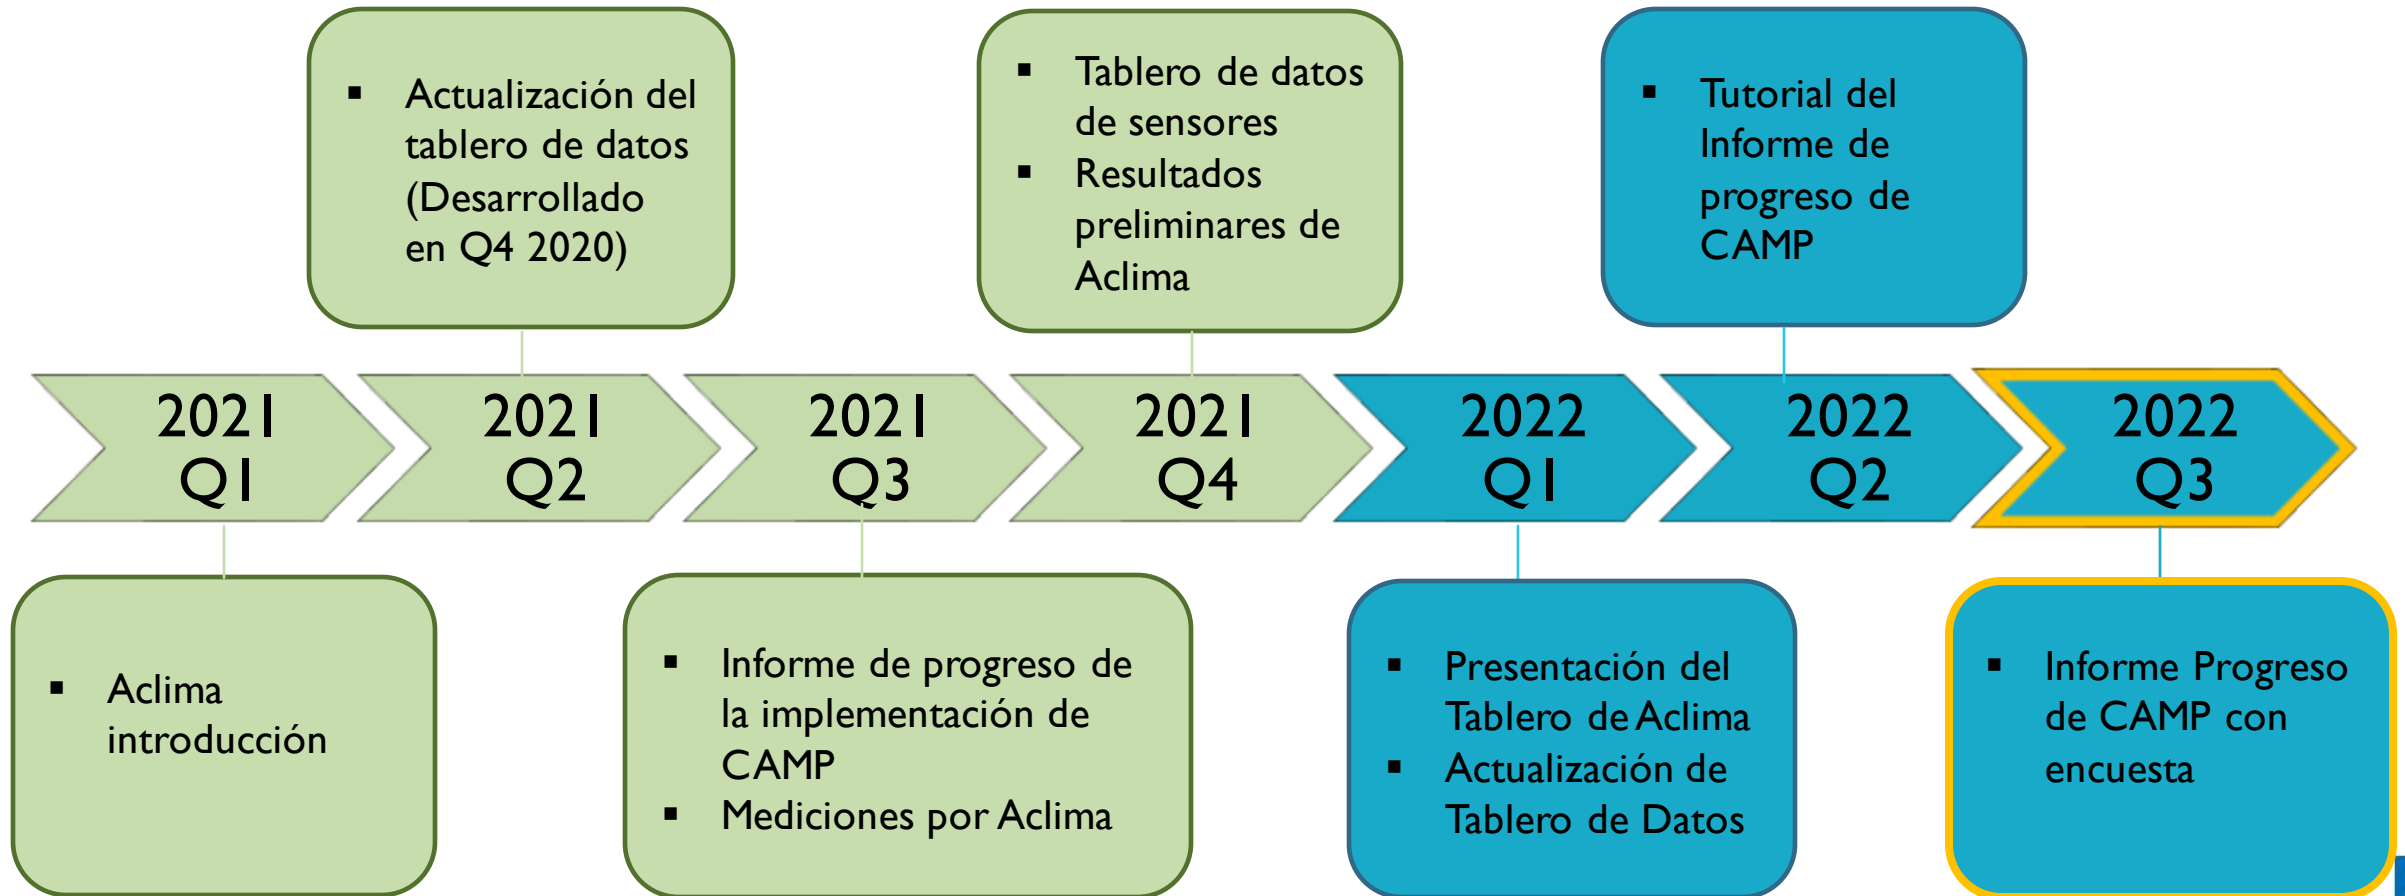 ▪ Actualización del
tablero de datos
(Desarrollado
en Q4 2020)
▪ Tablero de datos
de sensores
▪ Resultados
preliminares de
Aclima
▪ Tutorial del
Informe de
progreso de
CAMP
2021
Q1
2021
Q2
2021
Q3
2021
Q4
2022
Q1
2022
Q2
2022
Q3
▪ Aclima
introducción
▪ Informe de progreso de
la implementación de
CAMP
▪ Mediciones por Aclima
▪ Presentación del
Tablero de Aclima
▪ Actualización de
Tablero de Datos
▪ Informe Progreso
de CAMP con
encuesta